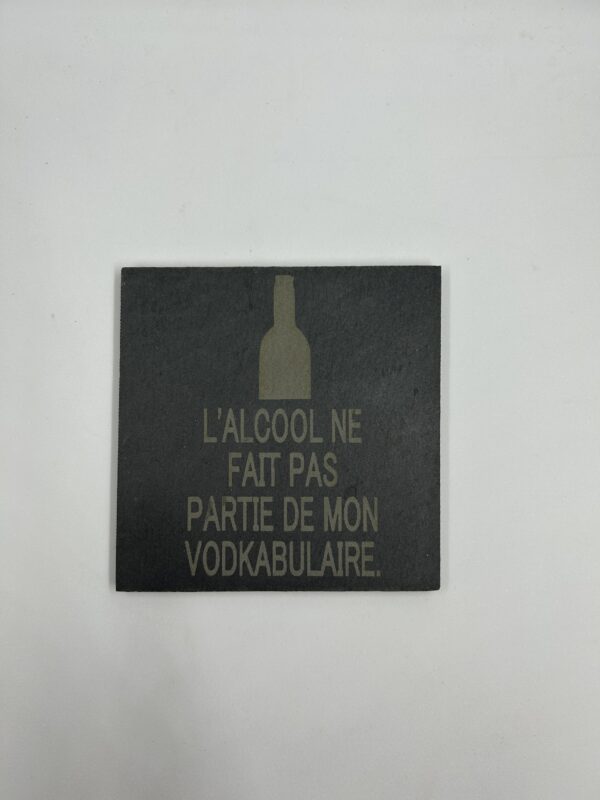 L'ALCOOL NE
FAIT PAS
PARTIE DE MON
VODKABULAIRE.